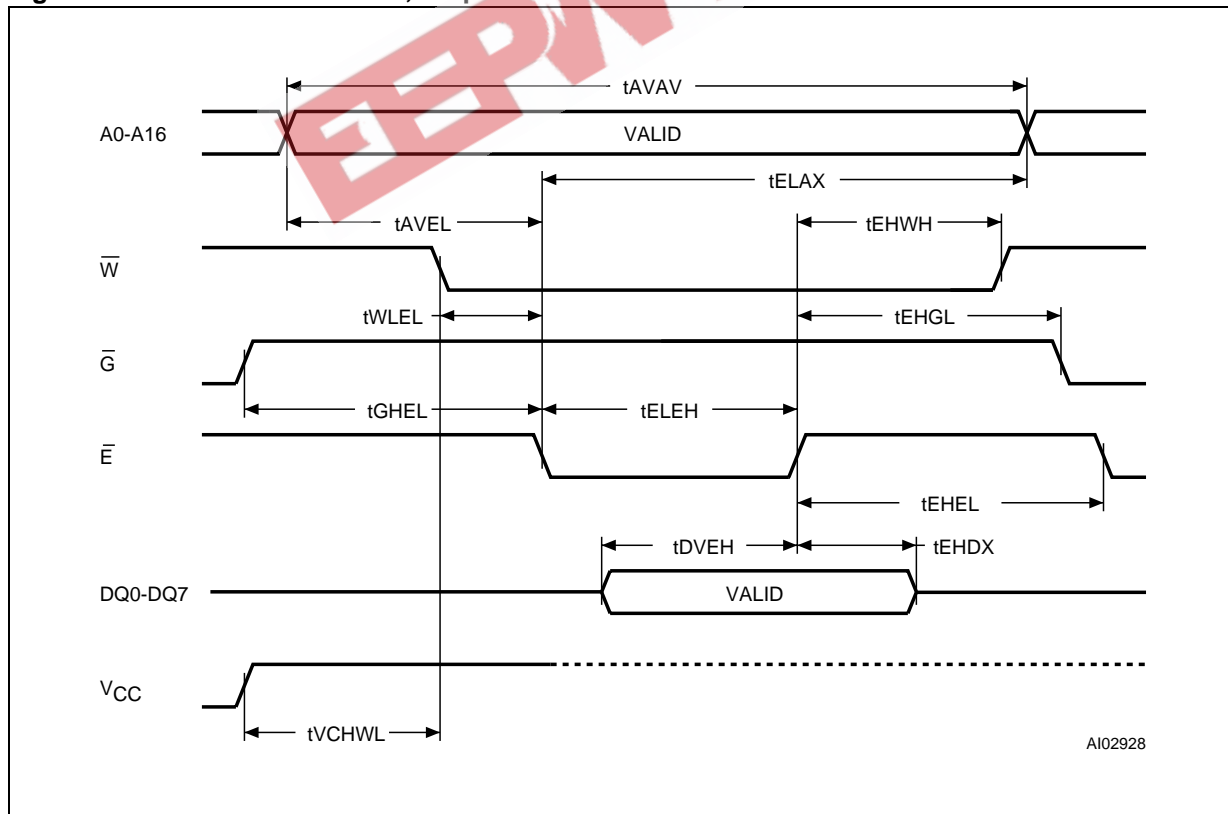 tAVAV
A0-A16
VALID
tELAX
tAVEL
tEHWH
W̅
tWLEL
tEHGL
G̅
tGHEL
tELEH
E̅
tEHEL
tDVEH
tEHDX
DQ0-DQ7
VALID
VCC
tVCHWL
AI02928